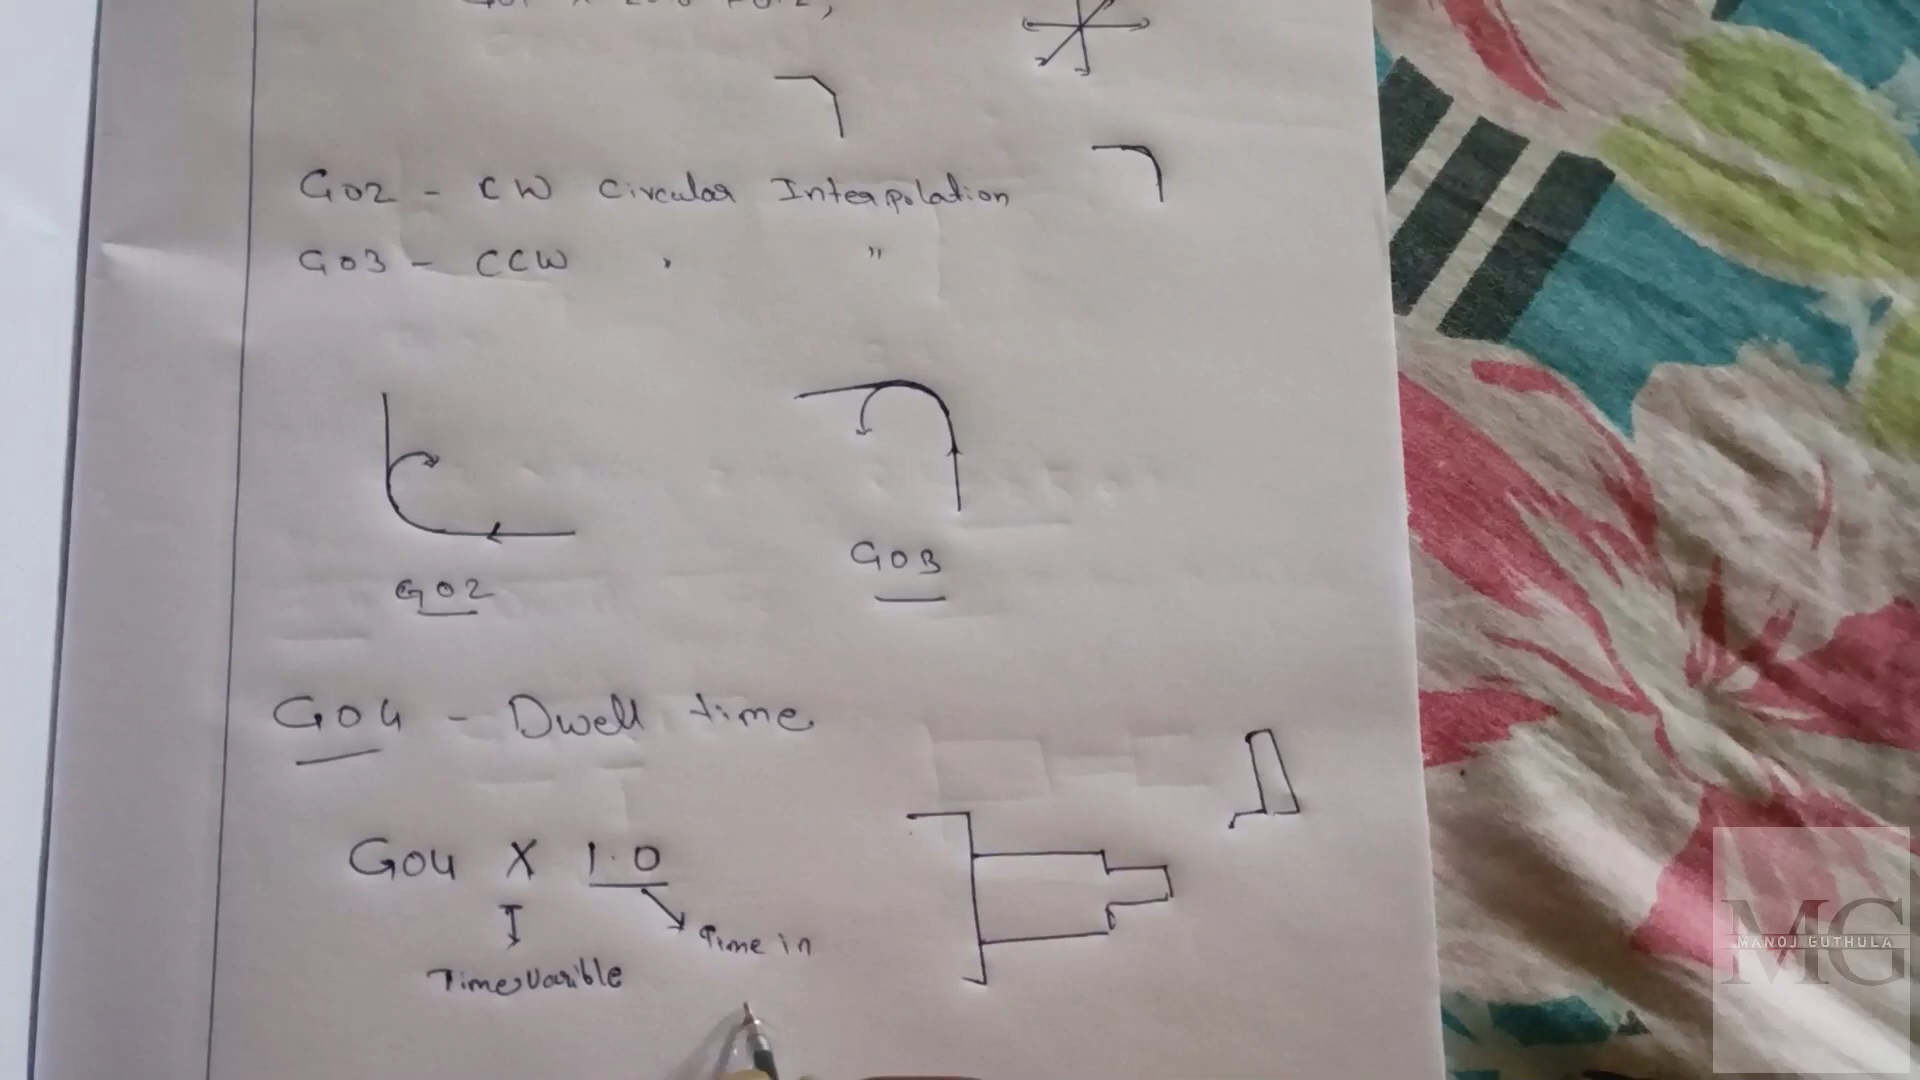 G02 - CW Circular Interpolation
G03 - CCW " "
G02
G03
G04 - Dwell time
G04 X 1.0
Time in
Time Varible
MG
MANOJ GUTHULA